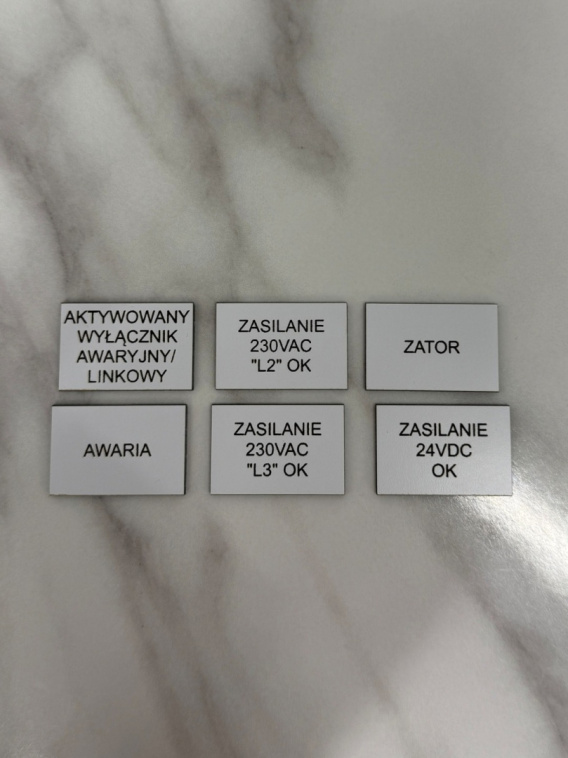 AKTYWOWANY
WYŁĄCZNIK
AWARYJNY/
LINKOWY
ZASILANIE
230VAC
"L2" OK
ZATOR
AWARIA
ZASILANIE
230VAC
"L3" OK
ZASILANIE
24VDC
OK